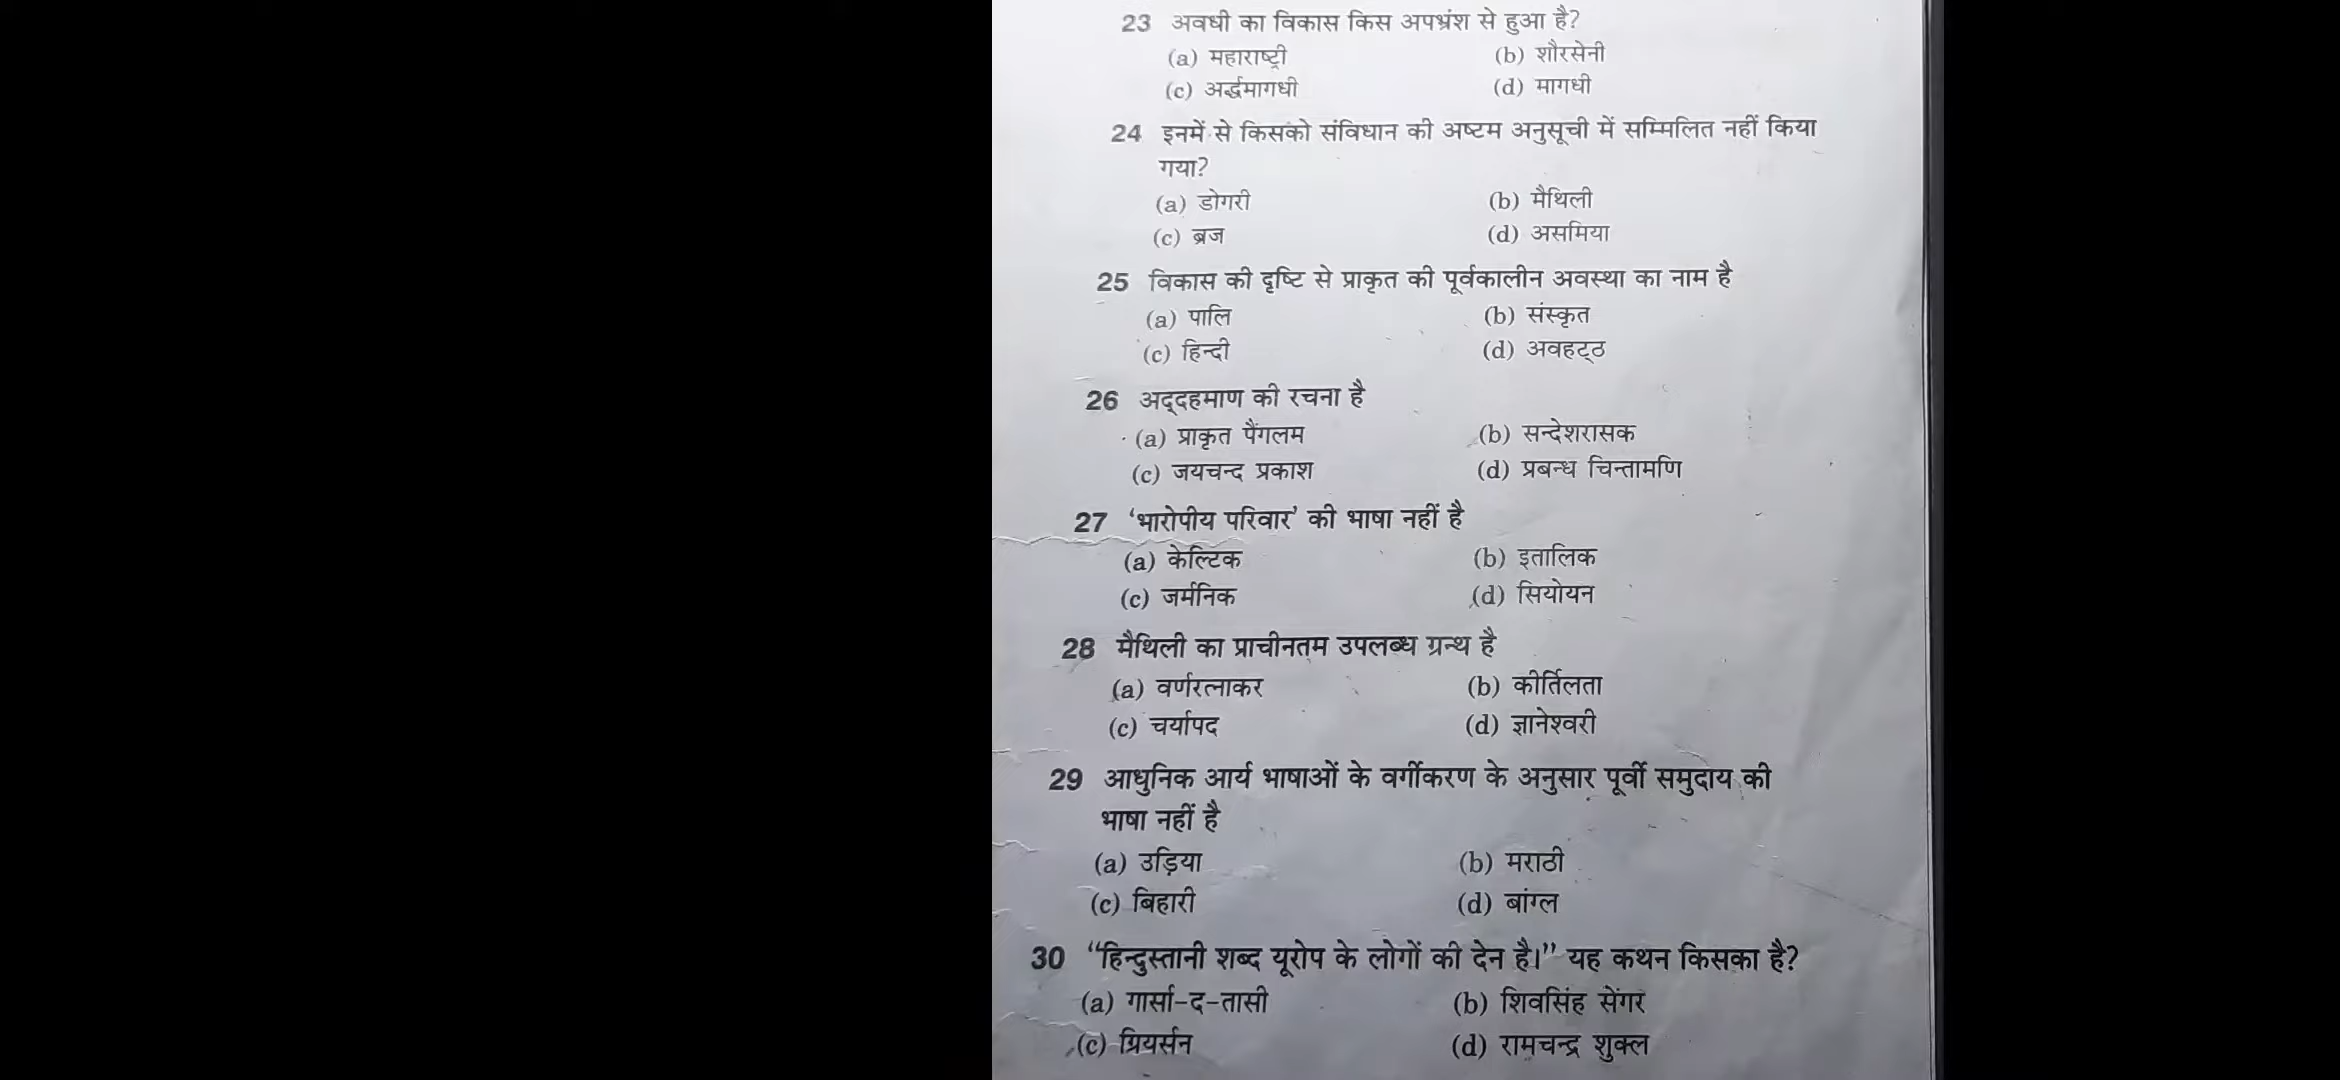 23 अवधी का विकास किस अपभ्रंश से हुआ है?
(a) महाराष्ट्री (b) शौरसेनी
(c) अर्द्धमागधी (d) मागधी
24 इनमें से किसको संविधान की अष्टम अनुसूची में सम्मिलित नहीं किया
गया?
(a) डोगरी (b) मैथिली
(c) ब्रज (d) असमिया
25 विकास की दृष्टि से प्राकृत की पूर्वकालीन अवस्था का नाम है
(a) पालि (b) संस्कृत
(c) हिन्दी (d) अवहट्ठ
26 अद्दहमाण की रचना है
(a) प्राकृत पैंगलम (b) सन्देशरासक
(c) जयचन्द प्रकाश (d) प्रबन्ध चिन्तामणि
27 ‘भारोपीय परिवार’ की भाषा नहीं है
(a) केल्टिक (b) इतालिक
(c) जर्मनिक (d) सियोयन
28 मैथिली का प्राचीनतम उपलब्ध ग्रन्थ है
(a) वर्णरत्नाकर (b) कीर्तिलता
(c) चर्यापद (d) ज्ञानेश्वरी
29 आधुनिक आर्य भाषाओं के वर्गीकरण के अनुसार पूर्वी समुदाय की
भाषा नहीं है
(a) उड़िया (b) मराठी
(c) बिहारी (d) बांग्ल
30 “हिन्दुस्तानी शब्द यूरोप के लोगों की देन है।” यह कथन किसका है?
(a) गार्सा-द-तासी (b) शिवसिंह सेंगर
(c) ग्रियर्सन (d) रामचन्द्र शुक्ल